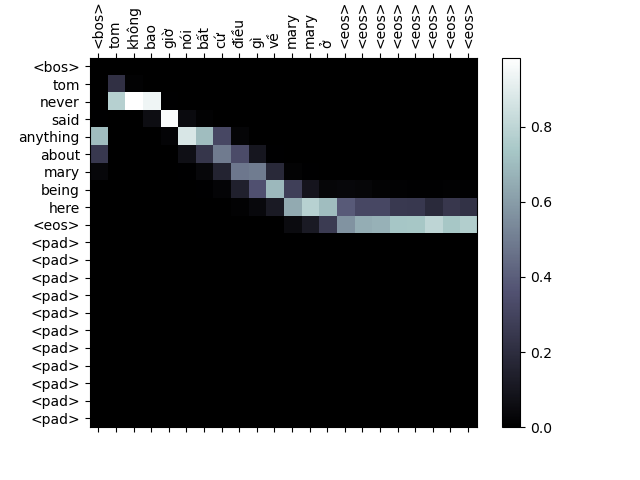 <bos> tom không bao giờ nói bất cứ điều gì về mary mary ở <eos> <eos> <eos> <eos> <eos> <eos> <eos> <eos>
<bos>
tom
never
said
anything
about
mary
being
here
<eos>
<pad>
<pad>
<pad>
<pad>
<pad>
<pad>
<pad>
<pad>
<pad>
<pad>
<pad>
0.8
0.6
0.4
0.2
0.0